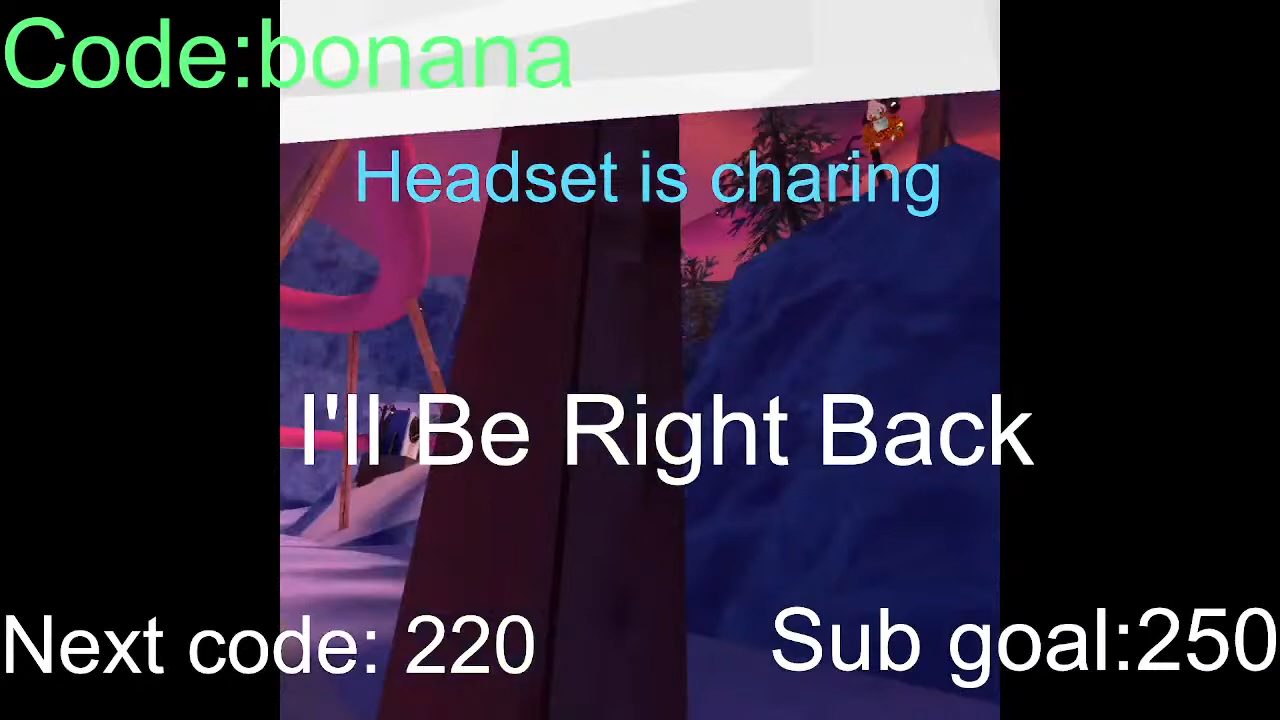 Code:bonana
Headset is charing
I'll Be Right Back
Next code: 220
Sub goal:250